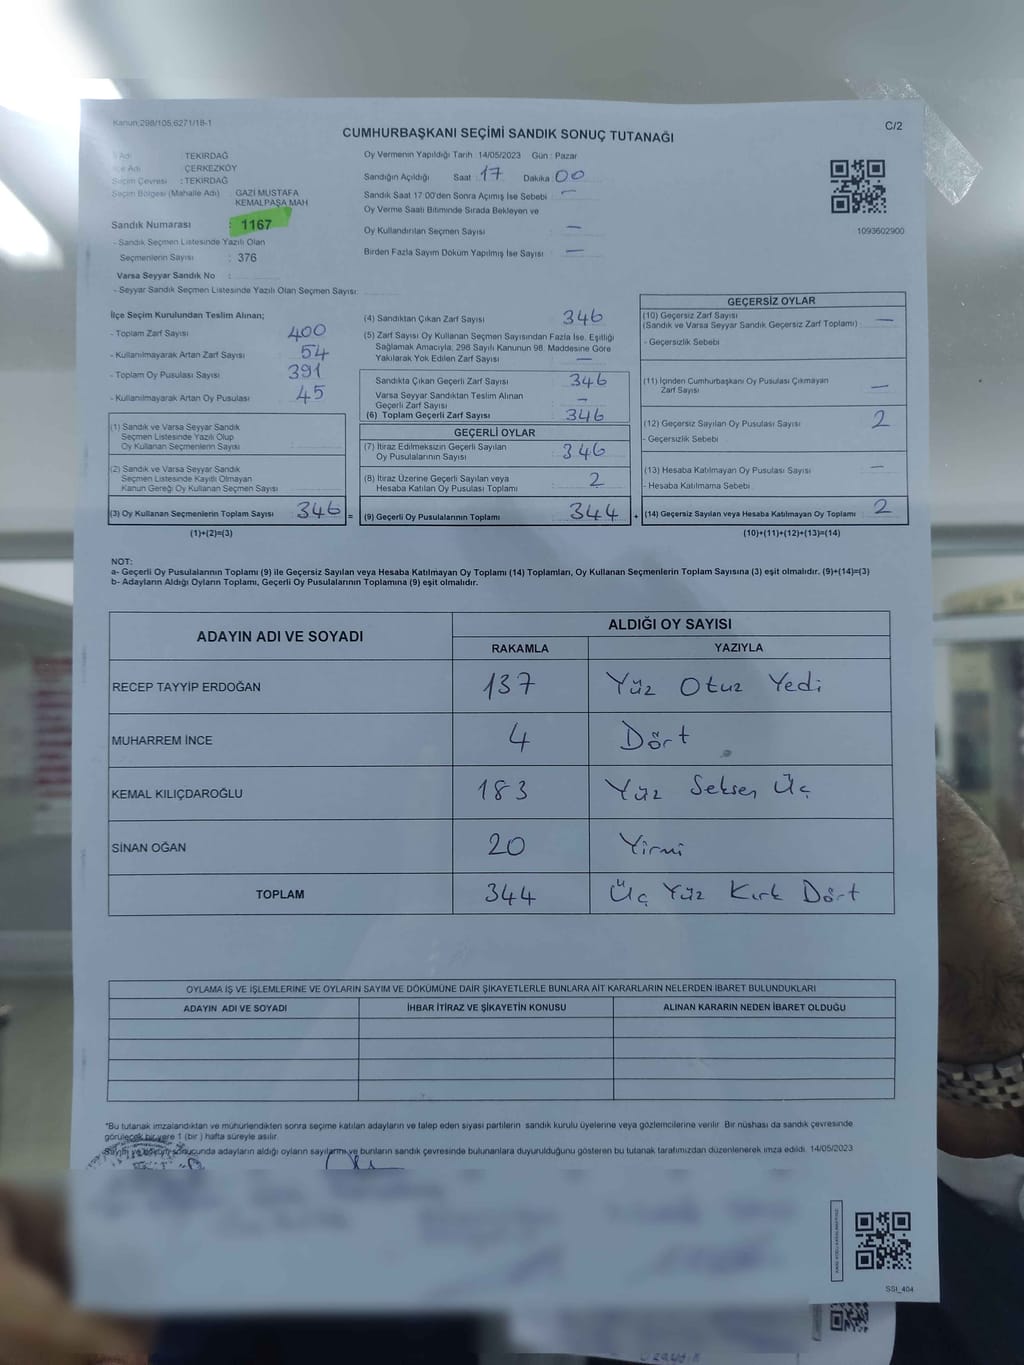 Kanun:298/105,6271/18-1
C/2
CUMHURBAŞKANI SEÇİMİ SANDIK SONUÇ TUTANAĞI
İl Adı : TEKİRDAĞ
İlçe Adı : ÇERKEZKÖY
Seçim Çevresi : TEKİRDAĞ
Seçim Bölgesi (Mahalle Adı) : GAZİ MUSTAFA
KEMALPAŞA MAH
Sandık Numarası : 1167
- Sandık Seçmen Listesinde Yazılı Olan
Seçmenlerin Sayısı : 376
Varsa Seyyar Sandık No :
- Seyyar Sandık Seçmen Listesinde Yazılı Olan Seçmen Sayısı:
Oy Vermenin Yapıldığı Tarih : 14/05/2023 Gün : Pazar
Sandığın Açıldığı Saat 17 Dakika 00
Sandık Saat 17:00'den Sonra Açımış İse Sebebi —
Oy Verme Saati Bitiminde Sırada Bekleyen ve
Oy Kullandırılan Seçmen Sayısı —
Birden Fazla Sayım Döküm Yapılmış İse Sayısı : —
1093602900
İlçe Seçim Kurulundan Teslim Alınan;
- Toplam Zarf Sayısı 400
- Kullanılmayarak Artan Zarf Sayısı 54
- Toplam Oy Pusulası Sayısı 391
- Kullanılmayarak Artan Oy Pusulası 45
(1) Sandık ve Varsa Seyyar Sandık
Seçmen Listesinde Yazılı Olup
Oy Kullanan Seçmenlerin Sayısı
(2) Sandık ve Varsa Seyyar Sandık
Seçmen Listesinde Kayıtlı Olmayan
Kanun Gereği Oy Kullanan Seçmen Sayısı
(3) Oy Kullanan Seçmenlerin Toplam Sayısı 346 =
(1)+(2)=(3)
(4) Sandıktan Çıkan Zarf Sayısı 346
(5) Zarf Sayısı Oy Kullanan Seçmen Sayısından Fazla İse, Eşitliği
Sağlamak Amacıyla, 298 Sayılı Kanunun 98. Maddesine Göre
Yakılarak Yok Edilen Zarf Sayısı —
Sandıkta Çıkan Geçerli Zarf Sayısı 346
Varsa Seyyar Sandıktan Teslim Alınan
Geçerli Zarf Sayısı —
(6) Toplam Geçerli Zarf Sayısı 346
GEÇERLİ OYLAR
(7) İtiraz Edilmeksizin Geçerli Sayılan
Oy Pusulalarının Sayısı 346
(8) İtiraz Üzerine Geçerli Sayılan veya
Hesaba Katılan Oy Pusulası Toplamı 2
(9) Geçerli Oy Pusulalarının Toplamı 344 +
GEÇERSİZ OYLAR
(10) Geçersiz Zarf Sayısı
(Sandık ve Varsa Seyyar Sandık Geçersiz Zarf Toplamı) —
- Geçersizlik Sebebi
(11) İçinden Cumhurbaşkanı Oy Pusulası Çıkmayan
Zarf Sayısı —
(12) Geçersiz Sayılan Oy Pusulası Sayısı 2
- Geçersizlik Sebebi
(13) Hesaba Katılmayan Oy Pusulası Sayısı —
- Hesaba Katılmama Sebebi
(14) Geçersiz Sayılan veya Hesaba Katılmayan Oy Toplamı 2
(10)+(11)+(12)+(13)=(14)
NOT:
a- Geçerli Oy Pusulalarının Toplamı (9) ile Geçersiz Sayılan veya Hesaba Katılmayan Oy Toplamı (14) Toplamları, Oy Kullanan Seçmenlerin Toplam Sayısına (3) eşit olmalıdır. (9)+(14)=(3)
b- Adayların Aldığı Oyların Toplamı, Geçerli Oy Pusulalarının Toplamına (9) eşit olmalıdır.
ADAYIN ADI VE SOYADI
ALDIĞI OY SAYISI
RAKAMLA YAZIYLA
RECEP TAYYİP ERDOĞAN 137 Yüz Otuz Yedi
MUHARREM İNCE 4 Dört
KEMAL KILIÇDAROĞLU 183 Yüz Seksen Üç
SİNAN OĞAN 20 Yirmi
TOPLAM 344 Üç Yüz Kırk Dört
OYLAMA İŞ VE İŞLEMLERİNE VE OYLARIN SAYIM VE DÖKÜMÜNE DAİR ŞİKAYETLERLE BUNLARA AİT KARARLARIN NELERDEN İBARET BULUNDUKLARI
ADAYIN ADI VE SOYADI İHBAR İTİRAZ VE ŞİKAYETİN KONUSU ALINAN KARARIN NEDEN İBARET OLDUĞU
*Bu tutanak imzalandıktan ve mühürlendikten sonra seçime katılan adayların ve talep eden siyasi partilerin sandık kurulu üyelerine veya gözlemcilerine verilir. Bir nüshası da sandık çevresinde
görülecek bir yere 1 (bir ) hafta süreyle asılır.
sonucunda adayların aldığı oyların sayılarını ve bunların sandık çevresinde bulunanlara duyurulduğunu gösteren bu tutanak tarafımızdan düzenlenerek imza edildi. 14/05/2023
SSI_404